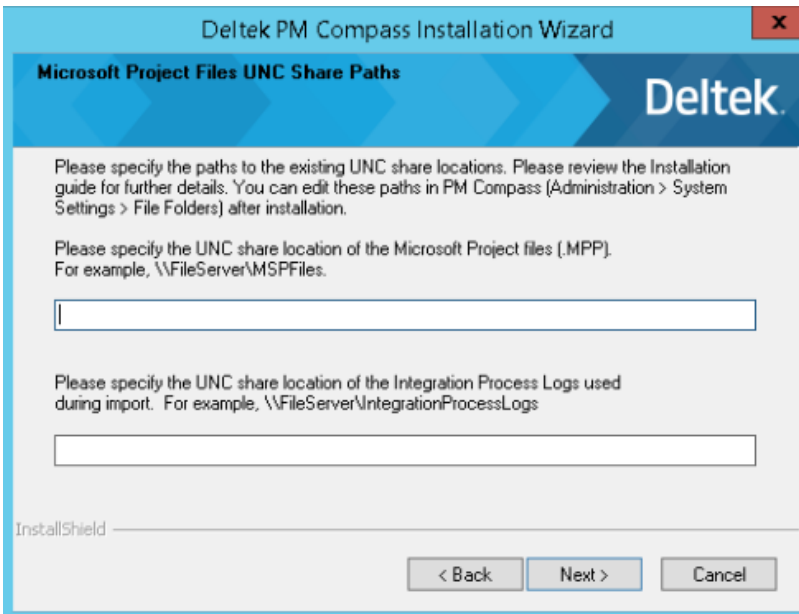 Deltek PM Compass Installation Wizard
x
Microsoft Project Files UNC Share Paths
Deltek.
Please specify the paths to the existing UNC share locations. Please review the Installation
guide for further details. You can edit these paths in PM Compass (Administration > System
Settings > File Folders) after installation.
Please specify the UNC share location of the Microsoft Project files (.MPP).
For example, \\FileServer\MSPFiles.
Please specify the UNC share location of the Integration Process Logs used
during import.  For example, \\FileServer\IntegrationProcessLogs
InstallShield
< Back
Next >
Cancel